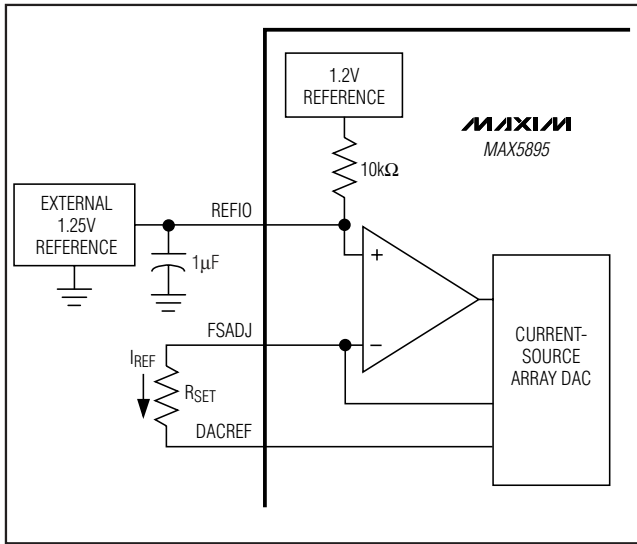 1.2V
REFERENCE
MAXIM
MAX5895
10kΩ
EXTERNAL
1.25V
REFERENCE
REFIO
1μF
+
−
FSADJ
IREF
RSET
DACREF
CURRENT-
SOURCE
ARRAY DAC